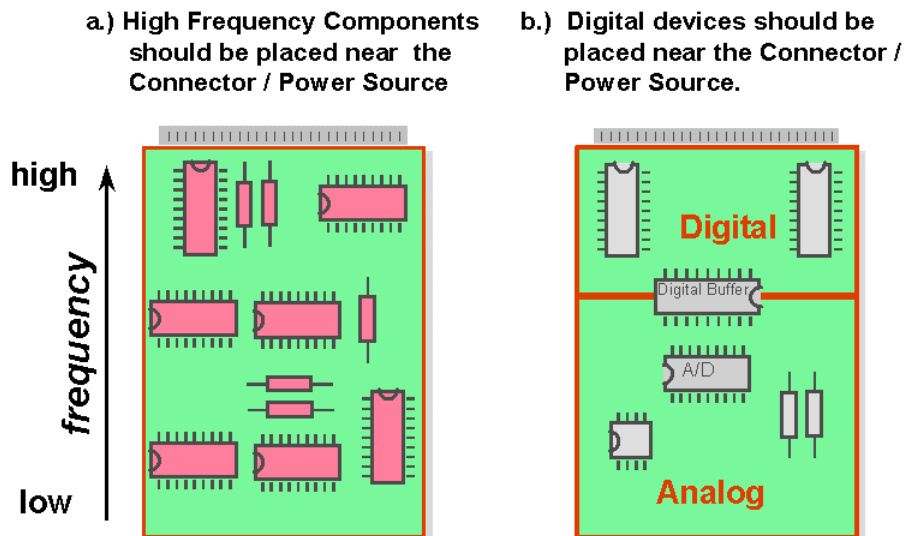 a.) High Frequency Components
should be placed near the
Connector / Power Source
b.) Digital devices should be
placed near the Connector /
Power Source.
high
frequency
low
Digital
Digital Buffer
A/D
Analog